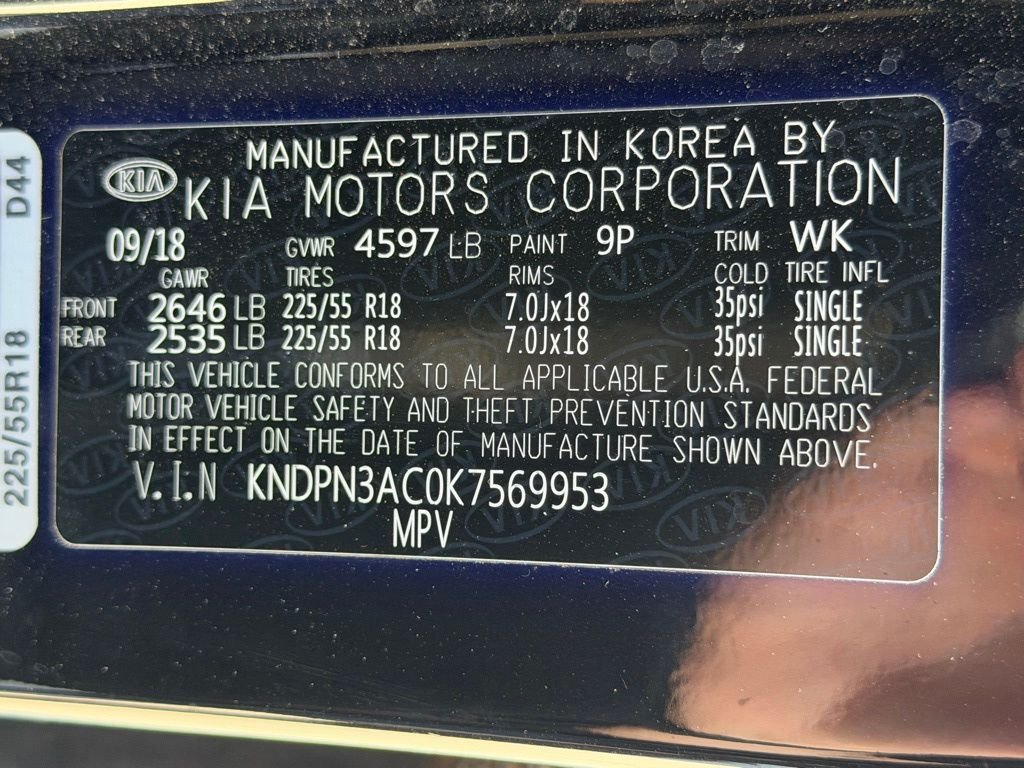 225/55R18 D44
KIA
MANUFACTURED IN KOREA BY
KIA MOTORS CORPORATION
09/18 GVWR 4597 LB PAINT 9P TRIM WK
GAWR TIRES RIMS COLD TIRE INFL
FRONT 2646 LB 225/55 R18 7.0Jx18 35psi SINGLE
REAR 2535 LB 225/55 R18 7.0Jx18 35psi SINGLE
THIS VEHICLE CONFORMS TO ALL APPLICABLE U.S.A. FEDERAL
MOTOR VEHICLE SAFETY AND THEFT PREVENTION STANDARDS
IN EFFECT ON THE DATE OF MANUFACTURE SHOWN ABOVE.
V.I.N KNDPN3AC0K7569953
MPV